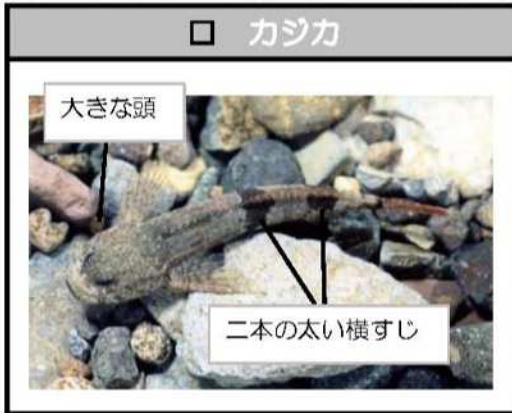 □ カジカ
大きな頭
二本の太い横すじ